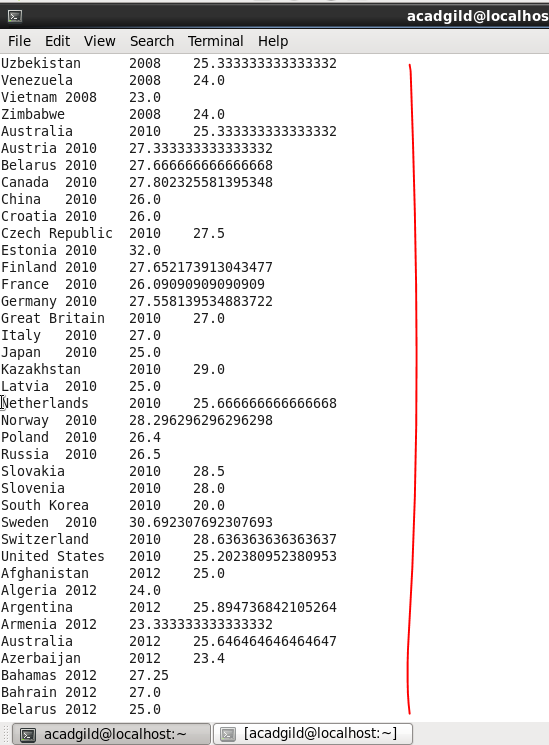 acadgild@localhos
File Edit View Search Terminal Help
Uzbekistan 2008 25.333333333333332
Venezuela 2008 24.0
Vietnam 2008 23.0
Zimbabwe 2008 24.0
Australia 2010 25.333333333333332
Austria 2010 27.333333333333332
Belarus 2010 27.666666666666668
Canada 2010 27.802325581395348
China 2010 26.0
Croatia 2010 26.0
Czech Republic 2010 27.5
Estonia 2010 32.0
Finland 2010 27.652173913043477
France 2010 26.09090909090909
Germany 2010 27.558139534883722
Great Britain 2010 27.0
Italy 2010 27.0
Japan 2010 25.0
Kazakhstan 2010 29.0
Latvia 2010 25.0
Netherlands 2010 25.666666666666668
Norway 2010 28.296296296296298
Poland 2010 26.4
Russia 2010 26.5
Slovakia 2010 28.5
Slovenia 2010 28.0
South Korea 2010 20.0
Sweden 2010 30.692307692307693
Switzerland 2010 28.636363636363637
United States 2010 25.202380952380953
Afghanistan 2012 25.0
Algeria 2012 24.0
Argentina 2012 25.894736842105264
Armenia 2012 23.333333333333332
Australia 2012 25.646464646464647
Azerbaijan 2012 23.4
Bahamas 2012 27.25
Bahrain 2012 27.0
Belarus 2012 25.0
acadgild@localhost:~ [acadgild@localhost:~]